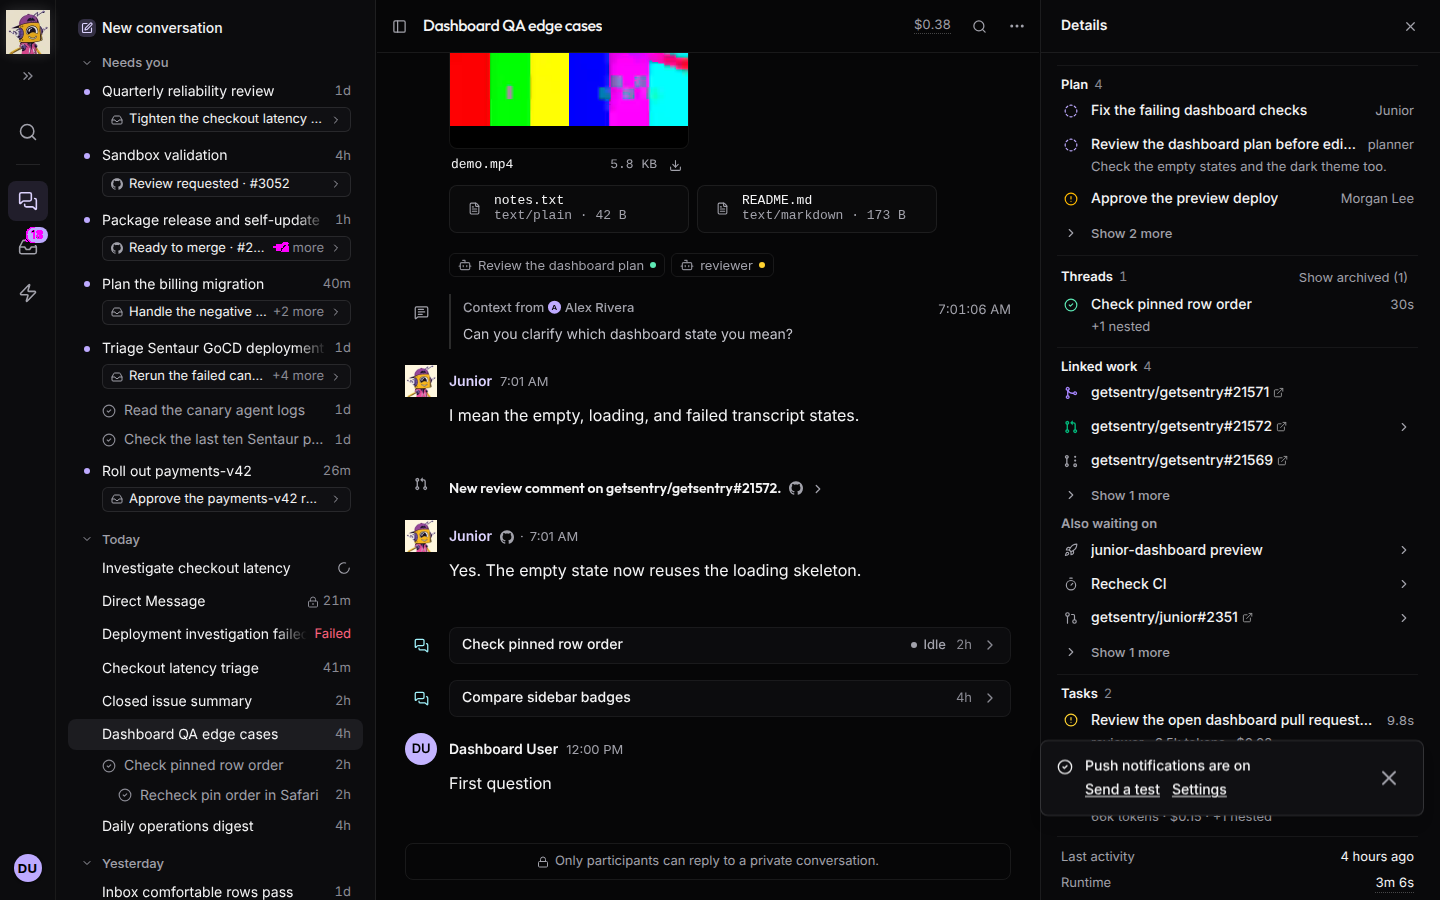 New conversation
Needs you
Quarterly reliability review 1d
Tighten the checkout latency ...
Sandbox validation 4h
Review requested · #3052
Package release and self-update 1h
Ready to merge · #2... more
Plan the billing migration 40m
Handle the negative ... +2 more
Triage Sentaur GoCD deployment 1d
Rerun the failed can... +4 more
Read the canary agent logs 1d
Check the last ten Sentaur p... 1d
Roll out payments-v42 26m
Approve the payments-v42 r...
Today
Investigate checkout latency
Direct Message 21m
Deployment investigation failed Failed
Checkout latency triage 41m
Closed issue summary 2h
Dashboard QA edge cases 4h
Check pinned row order 2h
Recheck pin order in Safari 2h
Daily operations digest 4h
Yesterday
Inbox comfortable rows pass 1d
DU
Dashboard QA edge cases $0.38
demo.mp4 5.8 KB
notes.txt
text/plain · 42 B
README.md
text/markdown · 173 B
Review the dashboard plan
reviewer
Context from A Alex Rivera 7:01:06 AM
Can you clarify which dashboard state you mean?
Junior 7:01 AM
I mean the empty, loading, and failed transcript states.
New review comment on getsentry/getsentry#21572.
Junior · 7:01 AM
Yes. The empty state now reuses the loading skeleton.
Check pinned row order Idle 2h
Compare sidebar badges 4h
DU Dashboard User 12:00 PM
First question
Only participants can reply to a private conversation.
Details
Plan 4
Fix the failing dashboard checks Junior
Review the dashboard plan before edi... planner
Check the empty states and the dark theme too.
Approve the preview deploy Morgan Lee
Show 2 more
Threads 1 Show archived (1)
Check pinned row order 30s
+1 nested
Linked work 4
getsentry/getsentry#21571
getsentry/getsentry#21572
getsentry/getsentry#21569
Show 1 more
Also waiting on
junior-dashboard preview
Recheck CI
getsentry/junior#2351
Show 1 more
Tasks 2
Review the open dashboard pull request... 9.8s
Push notifications are on
Send a test Settings
66k tokens · $0.15 · +1 nested
Last activity 4 hours ago
Runtime 3m 6s